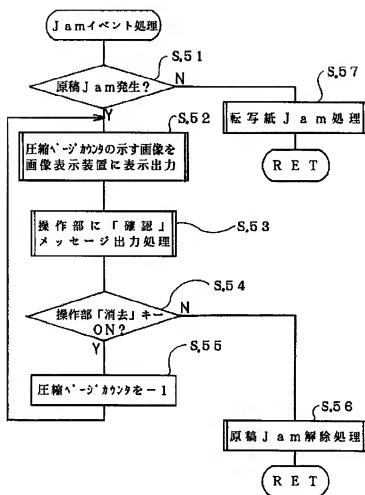 Jamイベント処理
S.51
原稿Jam発生?
N
Y
S.57
転写紙Jam処理
RET
S.52
圧縮ページカウンタの示す画像を
画像表示装置に表示出力
操作部に「確認」
メッセージ出力処理
S.53
S.54
操作部「消去」キー
ON?
N
Y
S.55
圧縮ページカウンタを-1
S.56
原稿Jam解除処理
RET